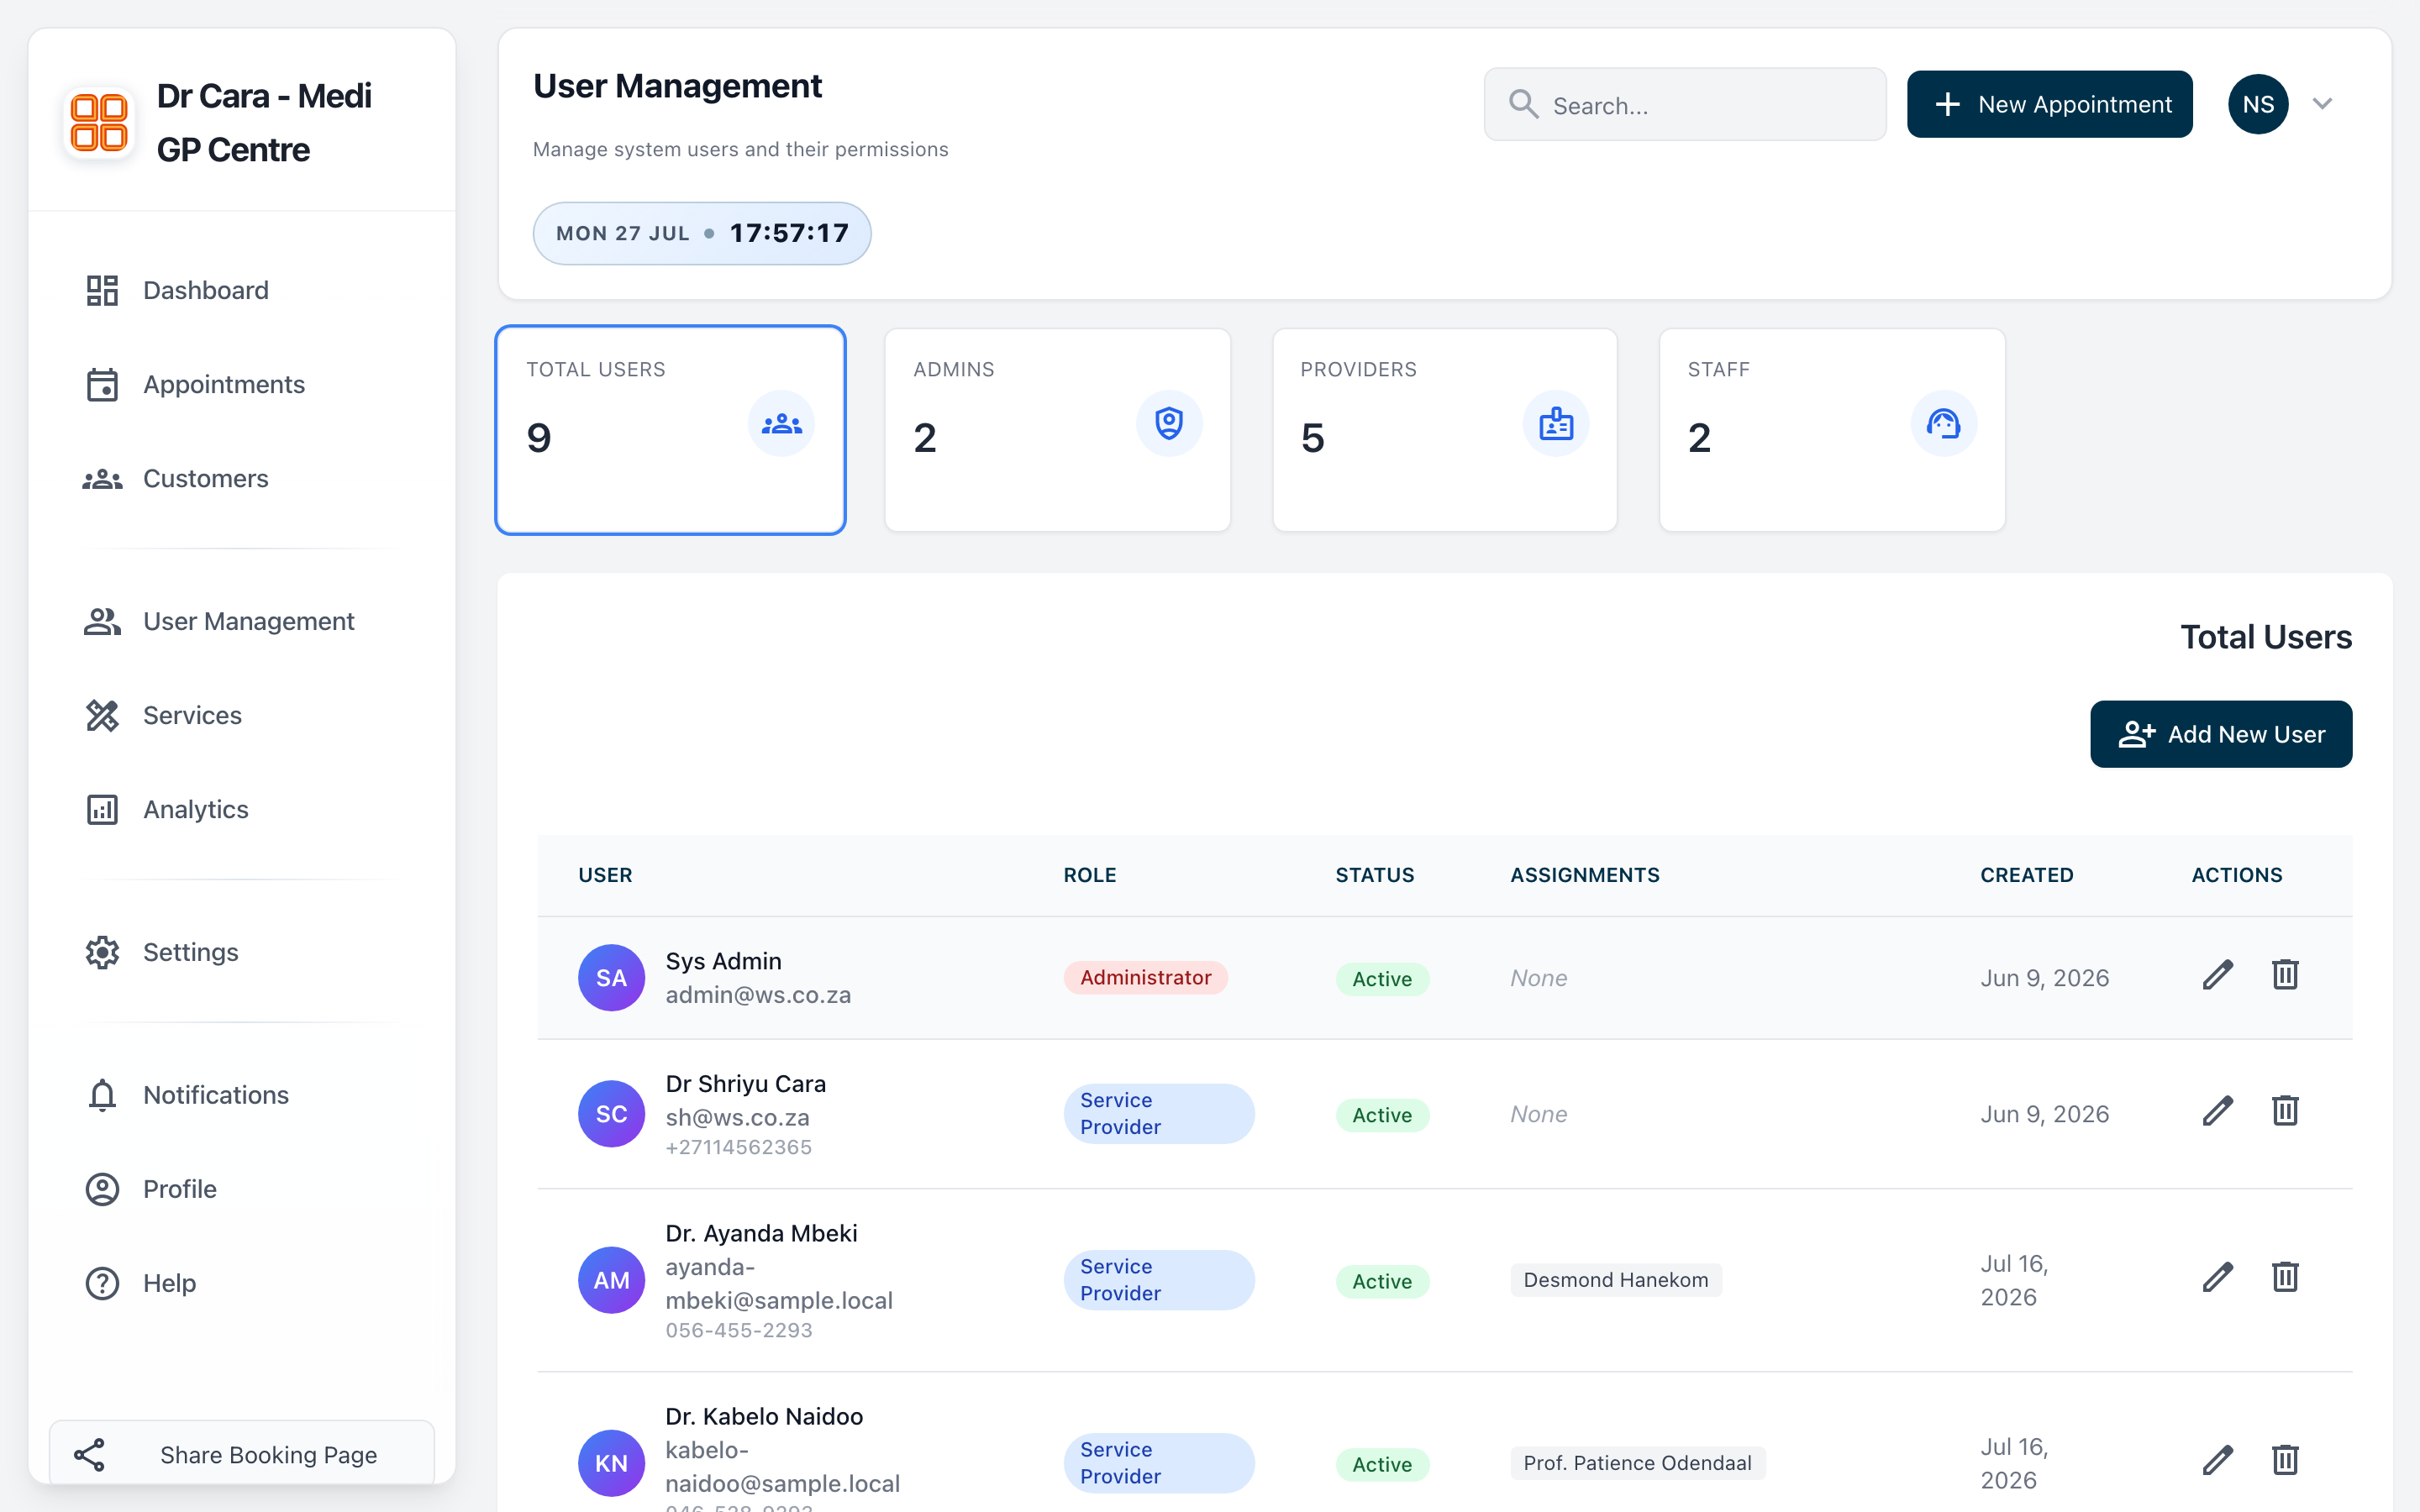 Dr Cara - Medi
GP Centre
Dashboard
Appointments
Customers
User Management
Services
Analytics
Settings
Notifications
Profile
Help
Share Booking Page
User Management
Manage system users and their permissions
MON 27 JUL • 17:57:17
Search...
New Appointment
NS
TOTAL USERS
9
ADMINS
2
PROVIDERS
5
STAFF
2
Total Users
Add New User
USER ROLE STATUS ASSIGNMENTS CREATED ACTIONS
SA
Sys Admin
admin@ws.co.za
Administrator
Active
None
Jun 9, 2026
SC
Dr Shriyu Cara
sh@ws.co.za
+27114562365
Service
Provider
Active
None
Jun 9, 2026
AM
Dr. Ayanda Mbeki
ayanda-
mbeki@sample.local
056-455-2293
Service
Provider
Active
Desmond Hanekom
Jul 16,
2026
KN
Dr. Kabelo Naidoo
kabelo-
naidoo@sample.local
Service
Provider
Active
Prof. Patience Odendaal
Jul 16,
2026